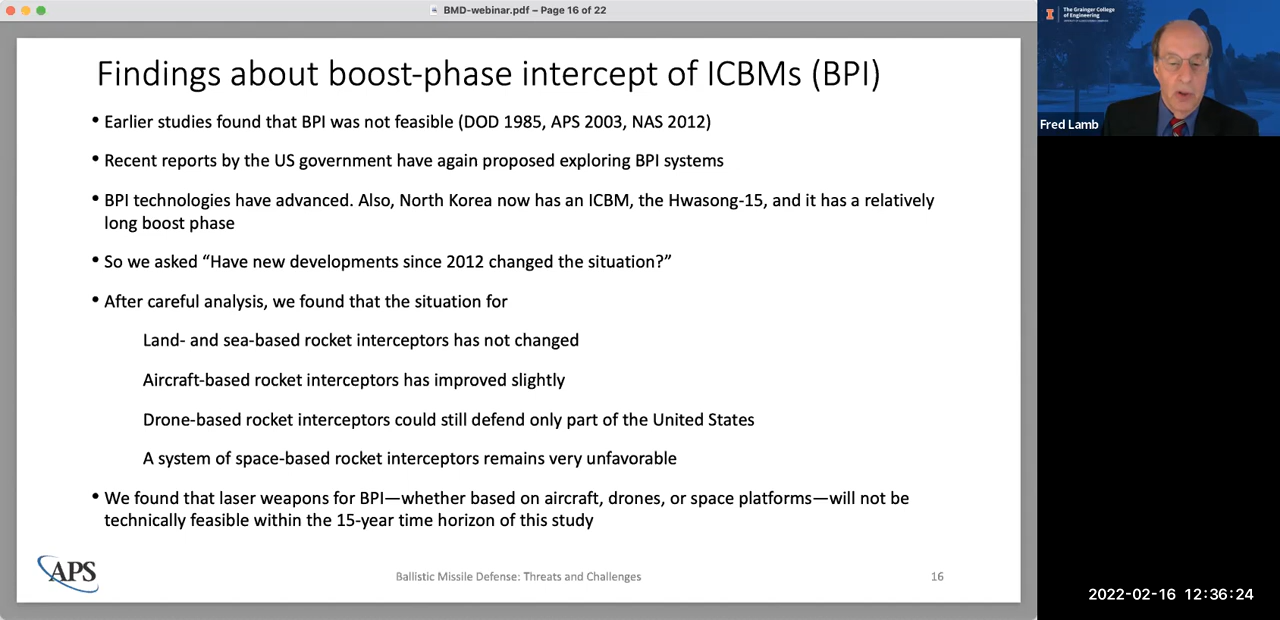 BMD-webinar.pdf – Page 16 of 22
Findings about boost-phase intercept of ICBMs (BPI)
• Earlier studies found that BPI was not feasible (DOD 1985, APS 2003, NAS 2012)
• Recent reports by the US government have again proposed exploring BPI systems
• BPI technologies have advanced. Also, North Korea now has an ICBM, the Hwasong-15, and it has a relatively
long boost phase
• So we asked “Have new developments since 2012 changed the situation?”
• After careful analysis, we found that the situation for
Land- and sea-based rocket interceptors has not changed
Aircraft-based rocket interceptors has improved slightly
Drone-based rocket interceptors could still defend only part of the United States
A system of space-based rocket interceptors remains very unfavorable
• We found that laser weapons for BPI—whether based on aircraft, drones, or space platforms—will not be
technically feasible within the 15-year time horizon of this study
APS
Ballistic Missile Defense: Threats and Challenges
16
The Grainger College
of Engineering
Fred Lamb
2022-02-16 12:36:24